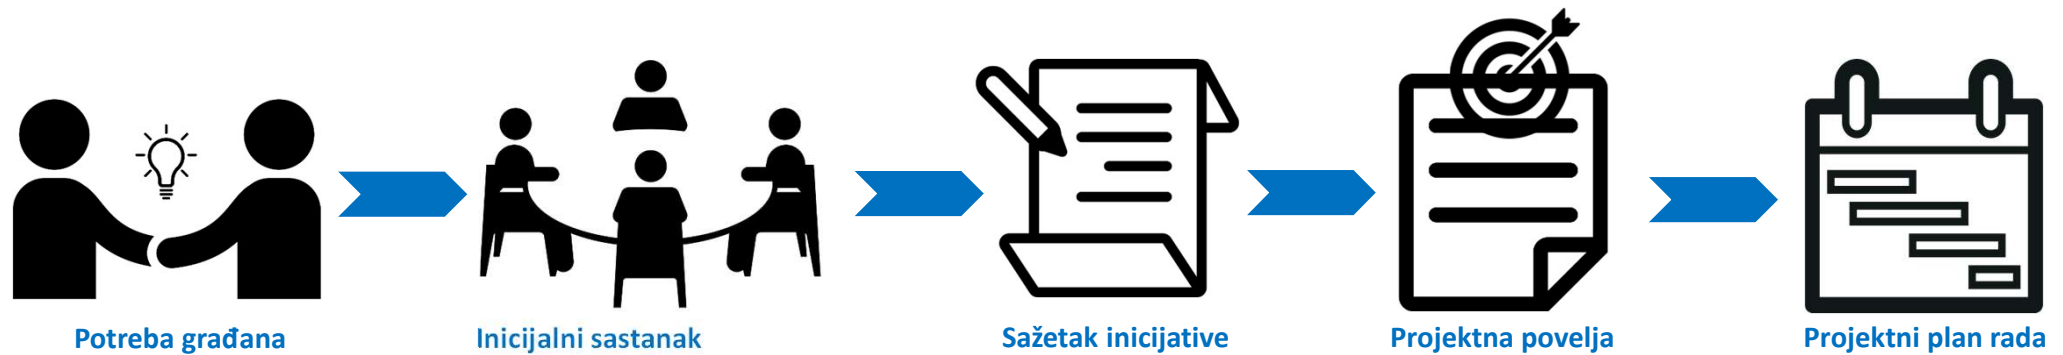 Potreba građana
Inicijalni sastanak
Sažetak inicijative
Projektna povelja
Projektni plan rada